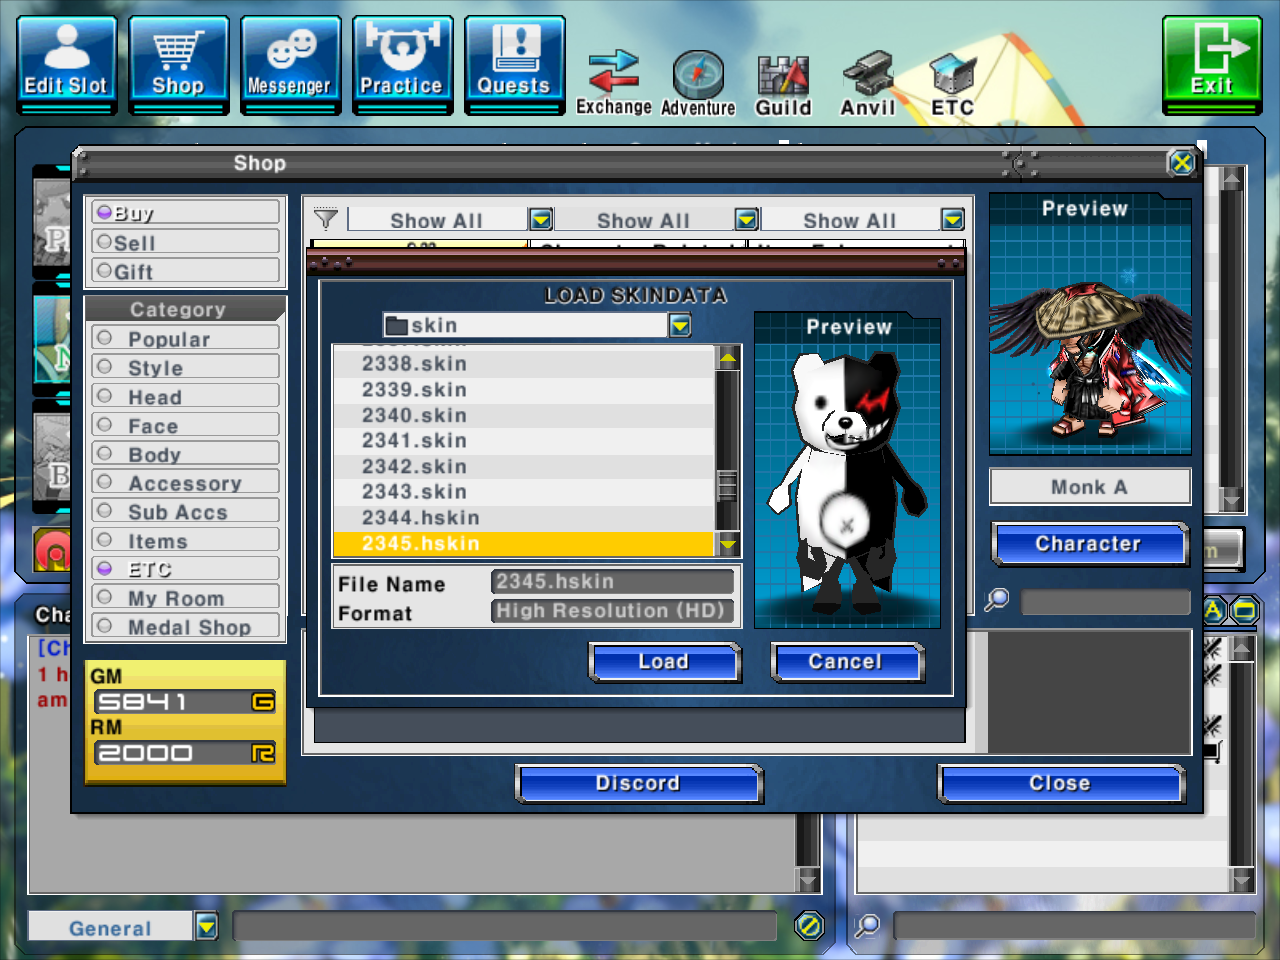 Edit Slot
Shop
Messenger
Practice
Quests
Exchange
Adventure
Guild
Anvil
ETC
Exit
Shop
Buy
Sell
Gift
Category
Popular
Style
Head
Face
Body
Accessory
Sub Accs
Items
ETC
My Room
Medal Shop
GM
5841 G
RM
2000 R
Show All
Show All
Show All
LOAD SKINDATA
skin
2338.skin
2339.skin
2340.skin
2341.skin
2342.skin
2343.skin
2344.hskin
2345.hskin
File Name
2345.hskin
Format
High Resolution (HD)
Preview
Load
Cancel
Preview
Monk A
Character
Discord
Close
Cha
[Ch
1 h
am
A
General